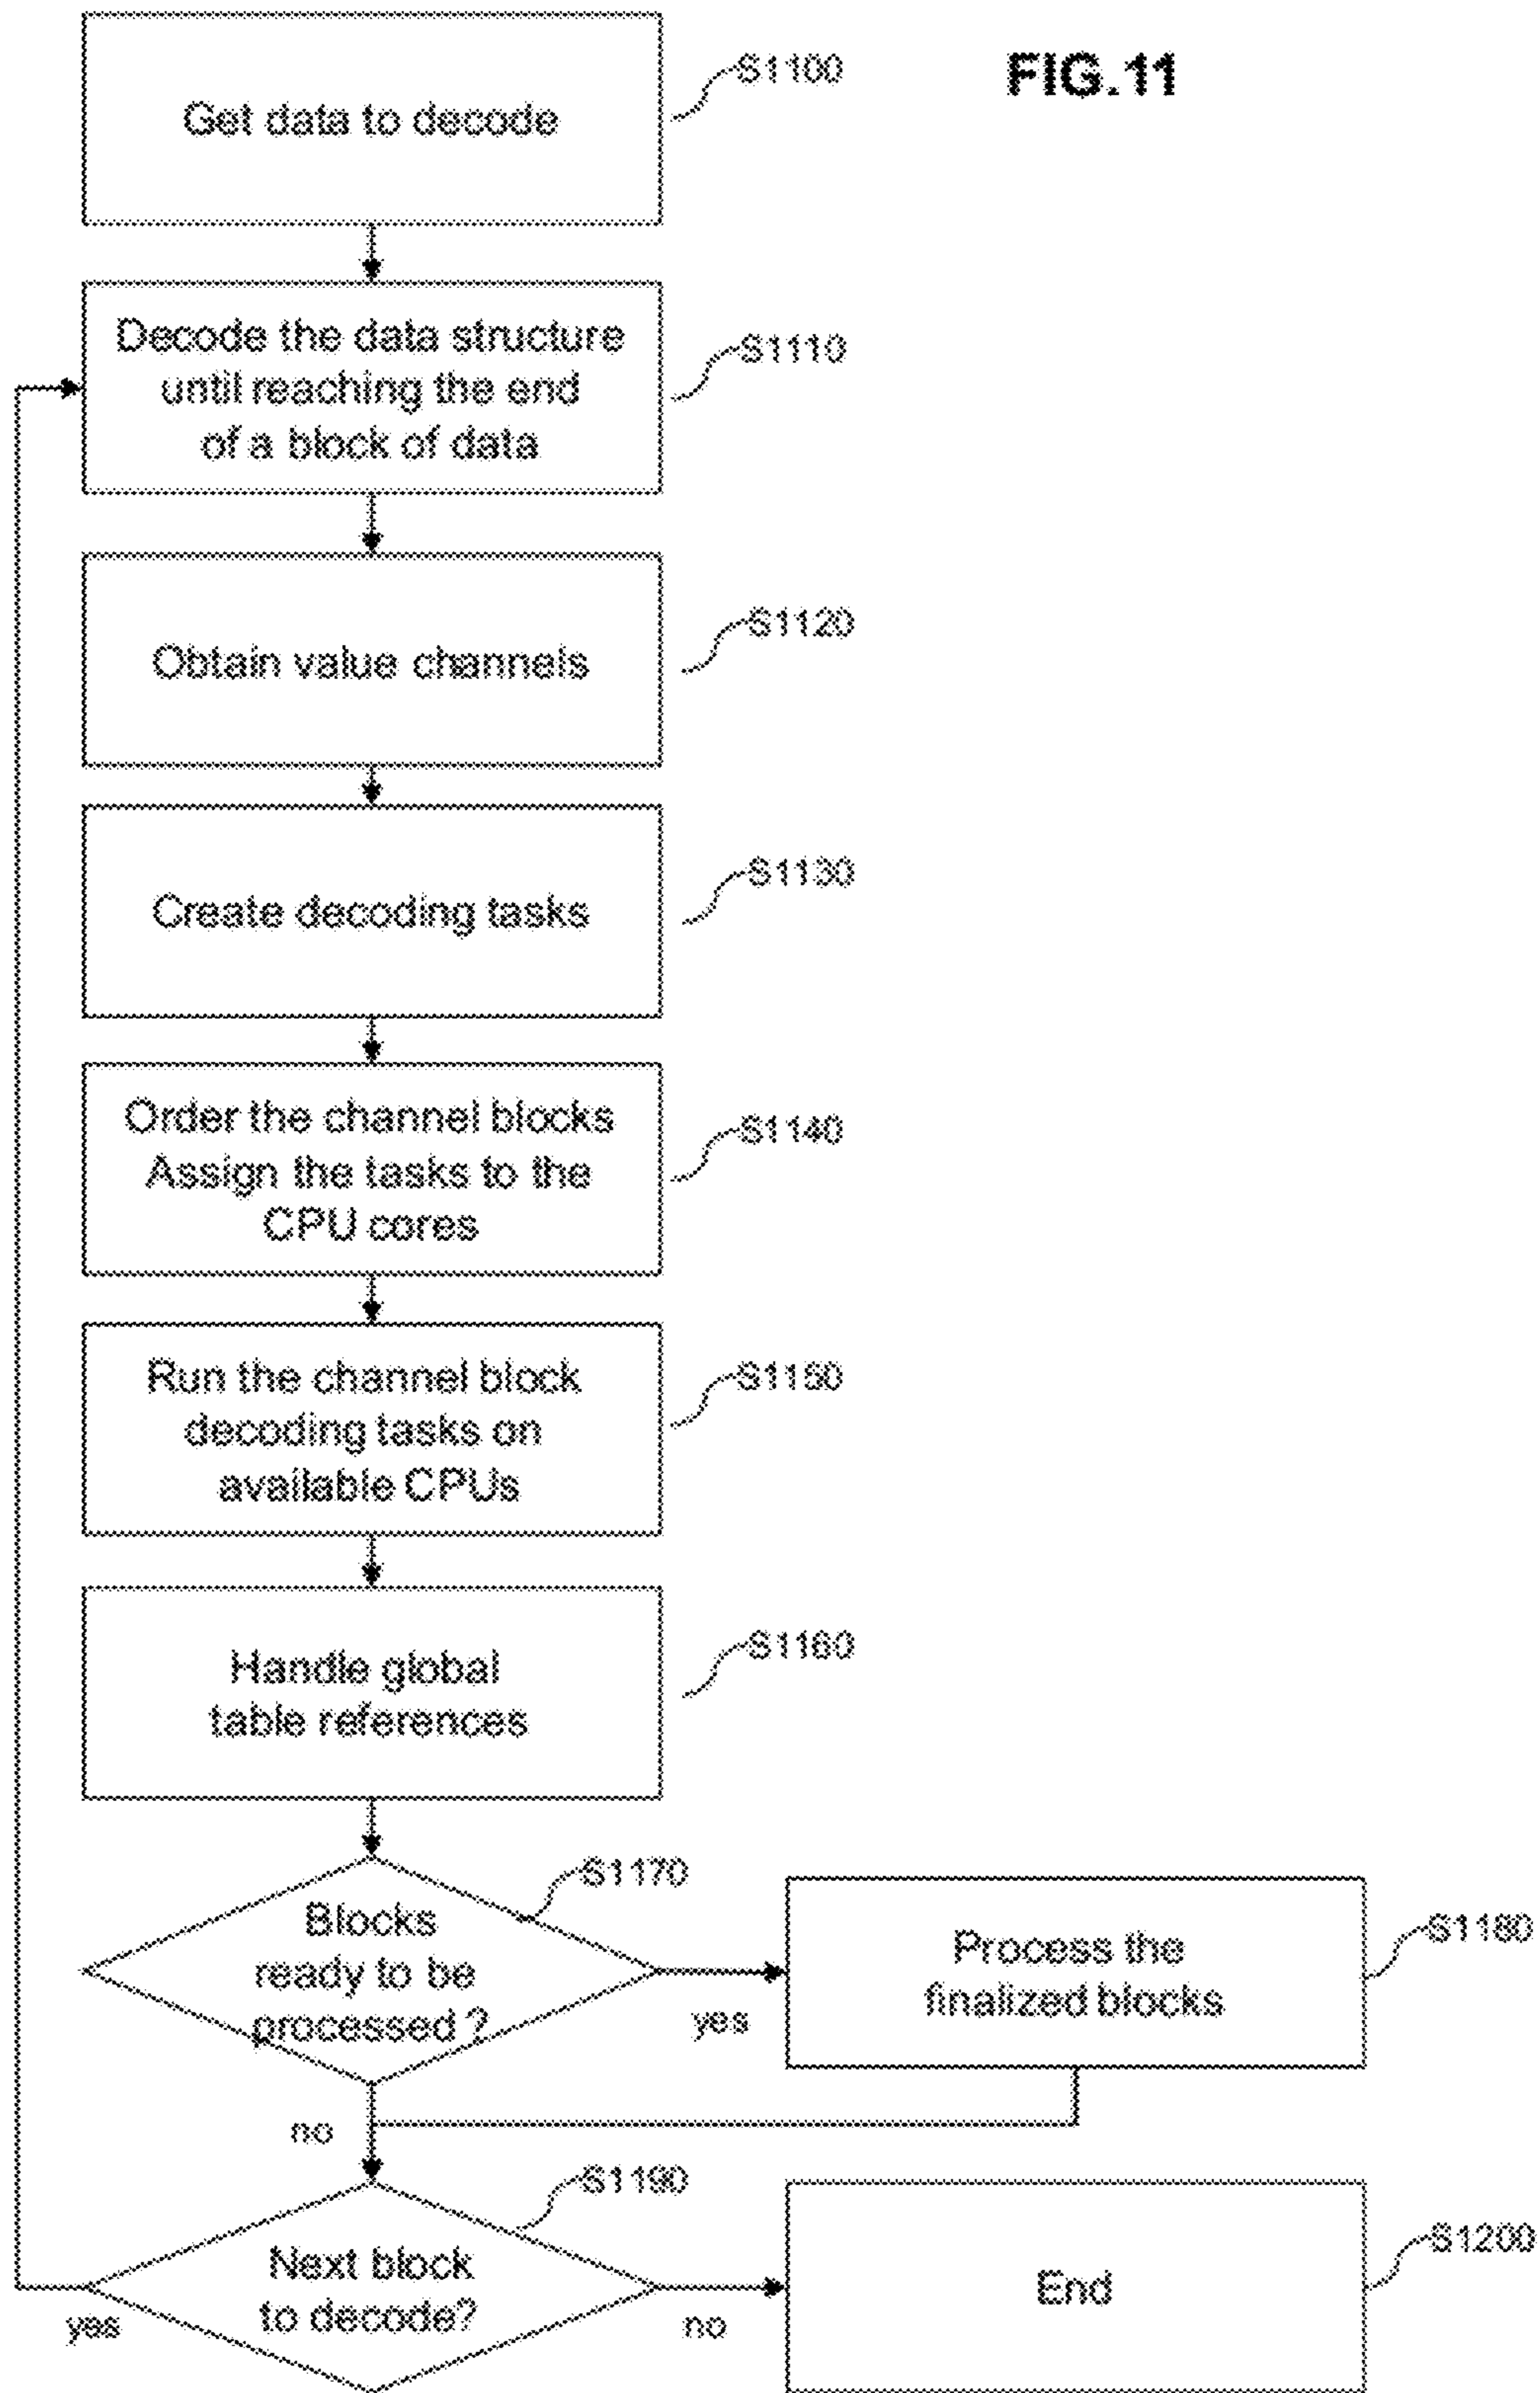 S1100
FIG.11
Get data to decode
Decode the data structure
until reaching the end
of a block of data
S1110
Obtain value channels
S1120
Create decoding tasks
S1130
Order the channel blocks
Assign the tasks to the
CPU cores
S1140
Run the channel block
decoding tasks on
available CPUs
S1150
Handle global
table references
S1160
S1170
Blocks
ready to be
processed ?
yes
Process the
finalized blocks
S1180
no
S1190
Next block
to decode?
yes
no
End
S1200